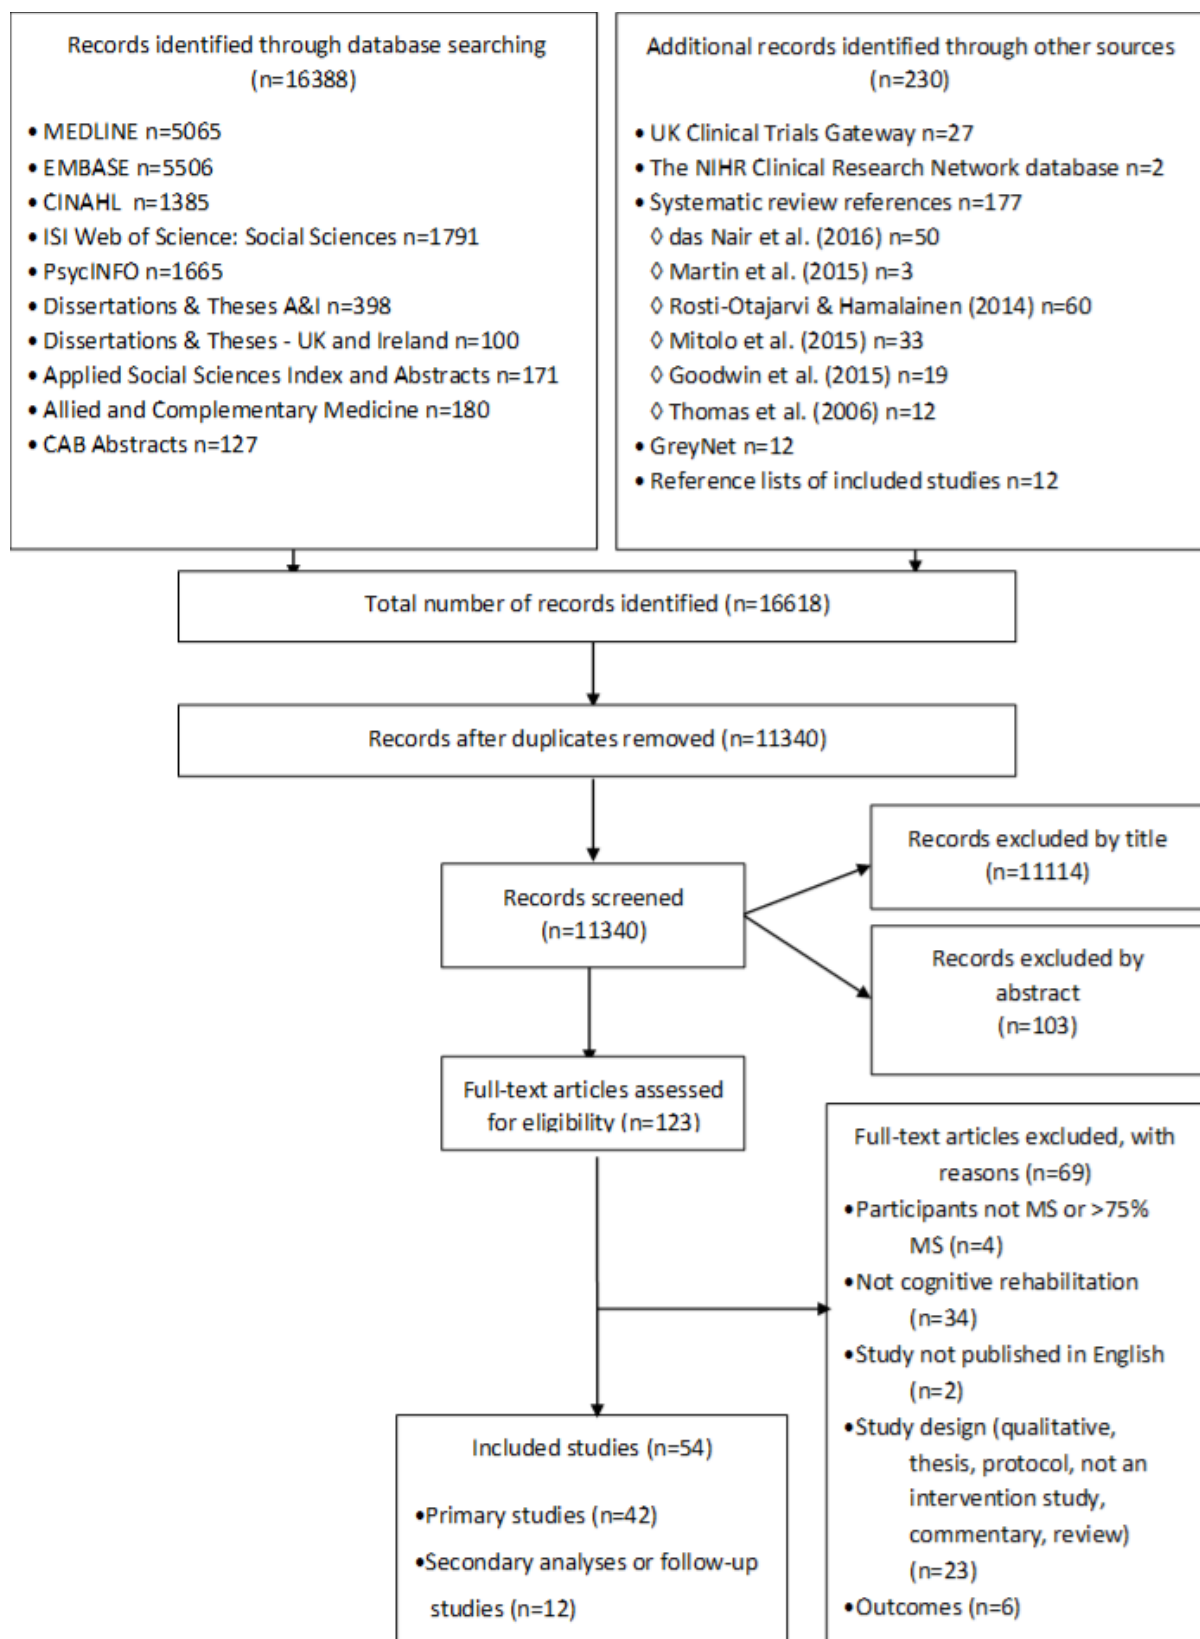 Records identified through database searching
(n=16388)
• MEDLINE n=5065
• EMBASE n=5506
• CINAHL n=1385
• ISI Web of Science: Social Sciences n=1791
• PsycINFO n=1665
• Dissertations & Theses A&I n=398
• Dissertations & Theses - UK and Ireland n=100
• Applied Social Sciences Index and Abstracts n=171
• Allied and Complementary Medicine n=180
• CAB Abstracts n=127
Additional records identified through other sources
(n=230)
• UK Clinical Trials Gateway n=27
• The NIHR Clinical Research Network database n=2
• Systematic review references n=177
◊ das Nair et al. (2016) n=50
◊ Martin et al. (2015) n=3
◊ Rosti-Otajarvi & Hamalainen (2014) n=60
◊ Mitolo et al. (2015) n=33
◊ Goodwin et al. (2015) n=19
◊ Thomas et al. (2006) n=12
• GreyNet n=12
• Reference lists of included studies n=12
Total number of records identified (n=16618)
Records after duplicates removed (n=11340)
Records screened
(n=11340)
Records excluded by title
(n=11114)
Records excluded by
abstract
(n=103)
Full-text articles assessed
for eligibility (n=123)
Full-text articles excluded, with
reasons (n=69)
•Participants not MS or >75%
MS (n=4)
•Not cognitive rehabilitation
(n=34)
•Study not published in English
(n=2)
•Study design (qualitative,
thesis, protocol, not an
intervention study,
commentary, review)
(n=23)
•Outcomes (n=6)
Included studies (n=54)
•Primary studies (n=42)
•Secondary analyses or follow-up
studies (n=12)